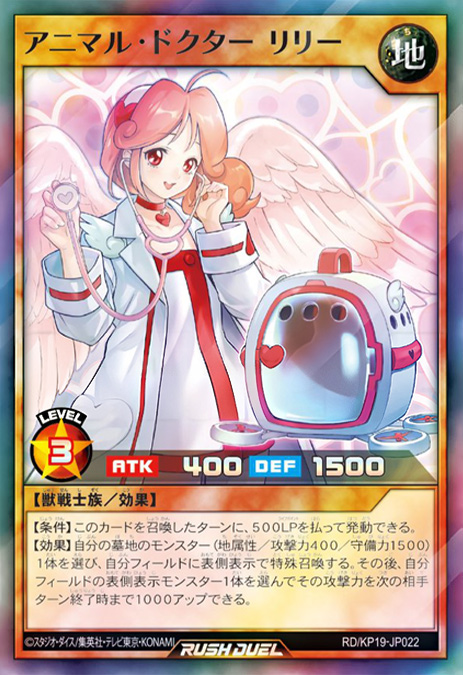 アニマル・ドクター リリー
地
LEVEL
3
ATK 400 DEF 1500
【獣戦士族／効果】
【条件】このカードを召喚したターンに、500LPを払って発動できる。
【効果】自分の墓地のモンスター（地属性／攻撃力400／守備力1500）
1体を選び、自分フィールドに表側表示で特殊召喚する。その後、自分
フィールドの表側表示モンスター1体を選んでその攻撃力を次の相手
ターン終了時まで1000アップできる。
©スタジオ・ダイス/集英社・テレビ東京・KONAMI
RUSH DUEL
RD/KP19-JP022